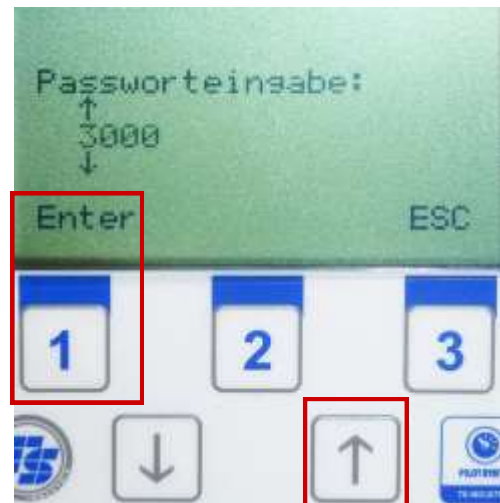 Passworteingabe:
↑
3000
↓
Enter ESC
1 2 3
↓ ↑